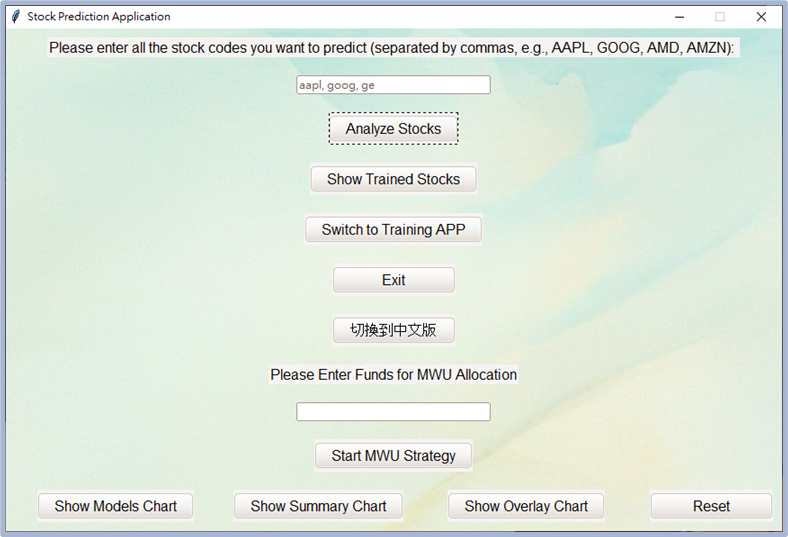 Stock Prediction Application
Please enter all the stock codes you want to predict (separated by commas, e.g., AAPL, GOOG, AMD, AMZN):
aapl, goog, ge
Analyze Stocks
Show Trained Stocks
Switch to Training APP
Exit
切換到中文版
Please Enter Funds for MWU Allocation
Start MWU Strategy
Show Models Chart
Show Summary Chart
Show Overlay Chart
Reset